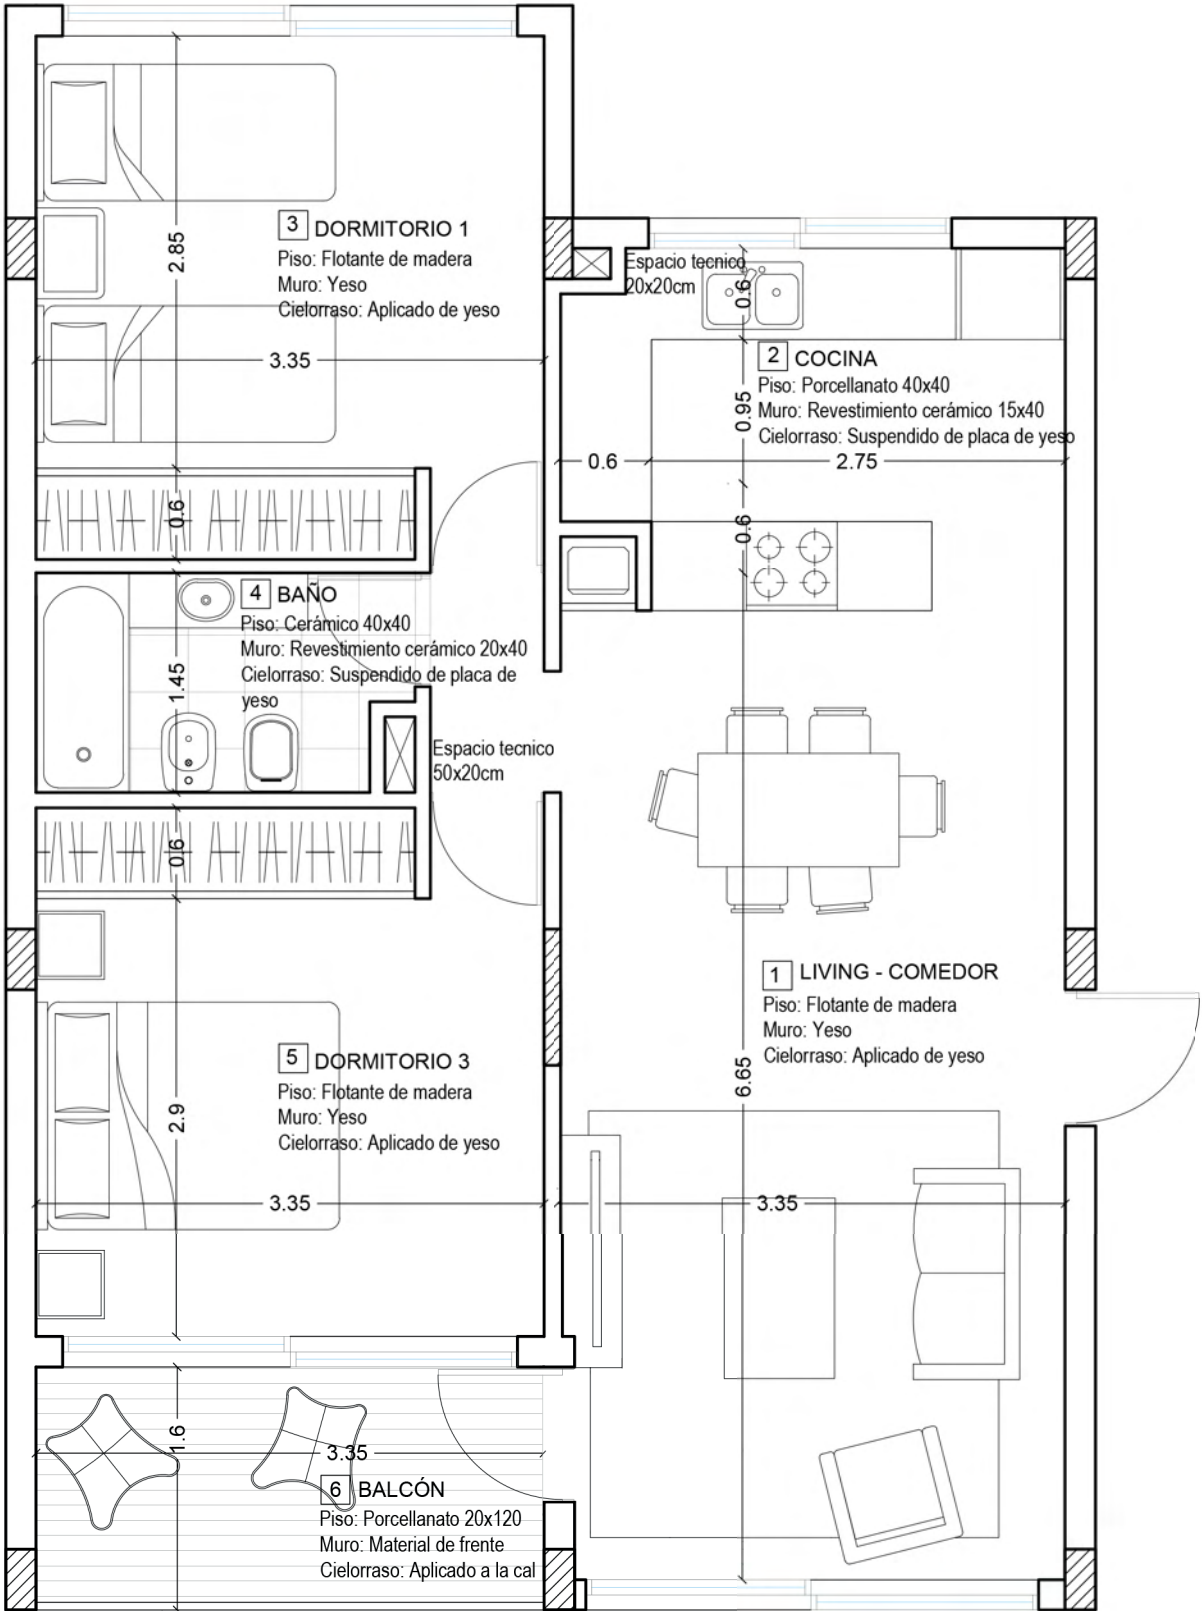 3 DORMITORIO 1
Piso: Flotante de madera
Muro: Yeso
Cielorraso: Aplicado de yeso
2.85
3.35
0.6
Espacio tecnico
20x20cm
0.6
2 COCINA
Piso: Porcellanato 40x40
Muro: Revestimiento cerámico 15x40
Cielorraso: Suspendido de placa de yeso
0.95
0.6
2.75
0.6
4 BAÑO
Piso: Cerámico 40x40
Muro: Revestimiento cerámico 20x40
Cielorraso: Suspendido de placa de
yeso
1.45
Espacio tecnico
50x20cm
0.6
1 LIVING - COMEDOR
Piso: Flotante de madera
Muro: Yeso
Cielorraso: Aplicado de yeso
6.65
3.35
5 DORMITORIO 3
Piso: Flotante de madera
Muro: Yeso
Cielorraso: Aplicado de yeso
2.9
3.35
1.6
3.35
6 BALCÓN
Piso: Porcellanato 20x120
Muro: Material de frente
Cielorraso: Aplicado a la cal